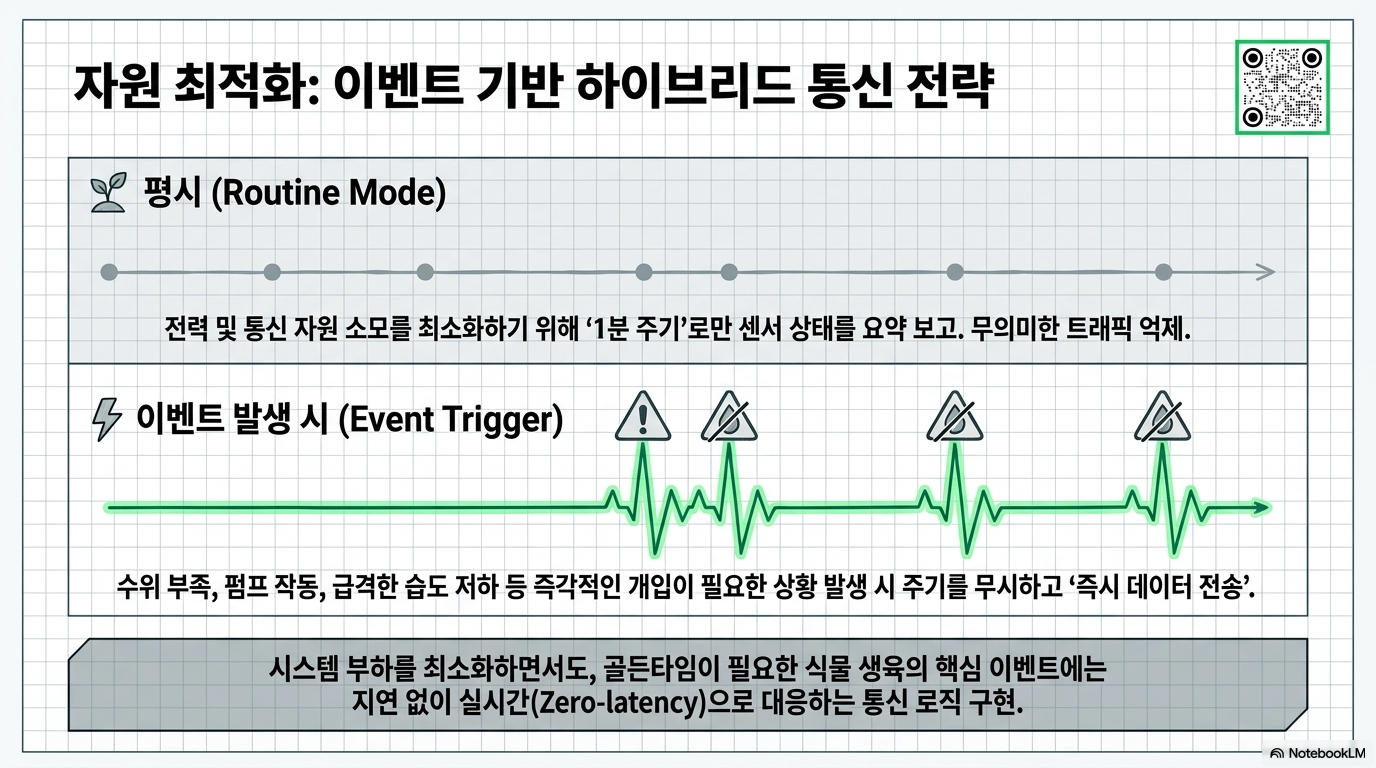 자원 최적화: 이벤트 기반 하이브리드 통신 전략
평시 (Routine Mode)
전력 및 통신 자원 소모를 최소화하기 위해 ‘1분 주기’로만 센서 상태를 요약 보고. 무의미한 트래픽 억제.
이벤트 발생 시 (Event Trigger)
수위 부족, 펌프 작동, 급격한 습도 저하 등 즉각적인 개입이 필요한 상황 발생 시 주기를 무시하고 ‘즉시 데이터 전송’.
시스템 부하를 최소화하면서도, 골든타임이 필요한 식물 생육의 핵심 이벤트에는
지연 없이 실시간(Zero-latency)으로 대응하는 통신 로직 구현.
NotebookLM